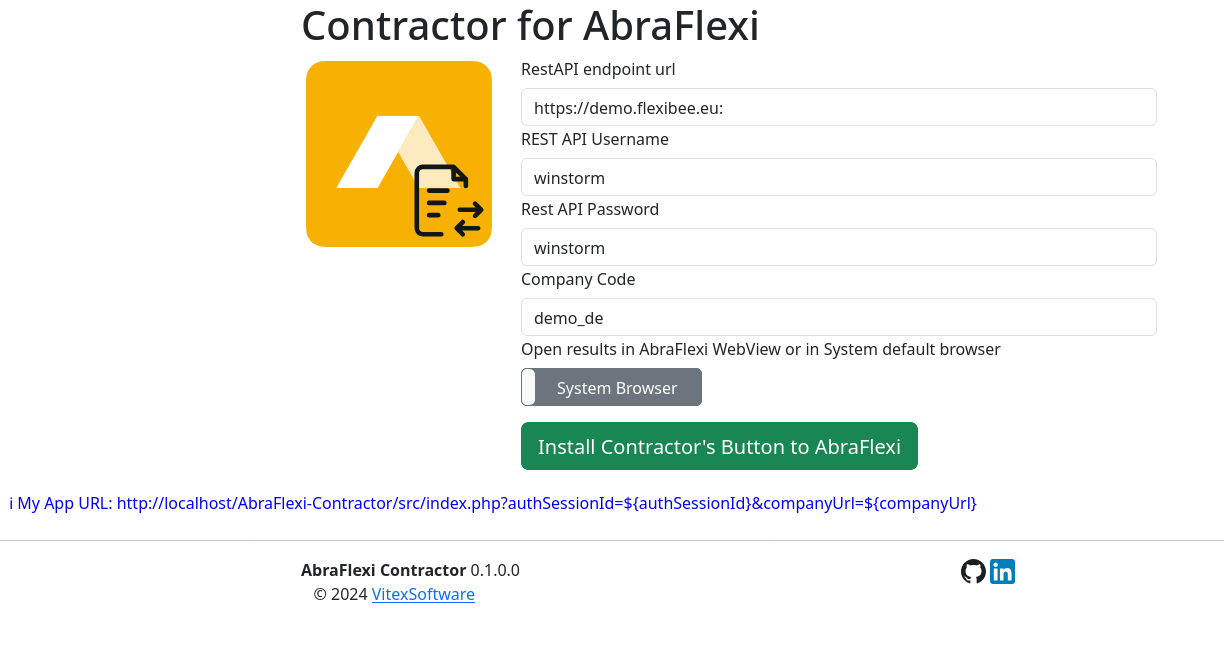 Contractor for AbraFlexi
RestAPI endpoint url
https://demo.flexibee.eu:
REST API Username
winstorm
Rest API Password
winstorm
Company Code
demo_de
Open results in AbraFlexi WebView or in System default browser
System Browser
Install Contractor's Button to AbraFlexi
i My App URL: http://localhost/AbraFlexi-Contractor/src/index.php?authSessionId=${authSessionId}&companyUrl=${companyUrl}
AbraFlexi Contractor 0.1.0.0
© 2024 VitexSoftware
in